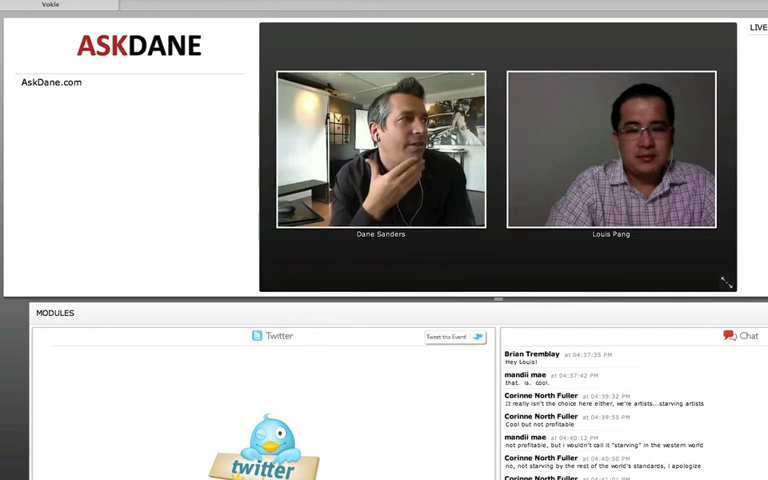 Vokle
ASKDANE
LIVE
AskDane.com
Dane Sanders
Louis Pang
MODULES
Twitter
Tweet this Event!
Chat
Brian Tremblay at 04:37:35 PM
Hey Louis!
mandii mae at 04:37:42 PM
that. is. cool.
Corinne North Fuller at 04:39:32 PM
It really isn't the choice here either, we're artists...starving artists
Corinne North Fuller at 04:39:55 PM
Cool but not profitable
mandii mae at 04:40:12 PM
not profitable, but i wouldn't call it "starving" in the western world
Corinne North Fuller at 04:40:50 PM
no, not starving by the rest of the world's standards, i apologize
Corinne North Fuller at 04:41:01 PM
twitter